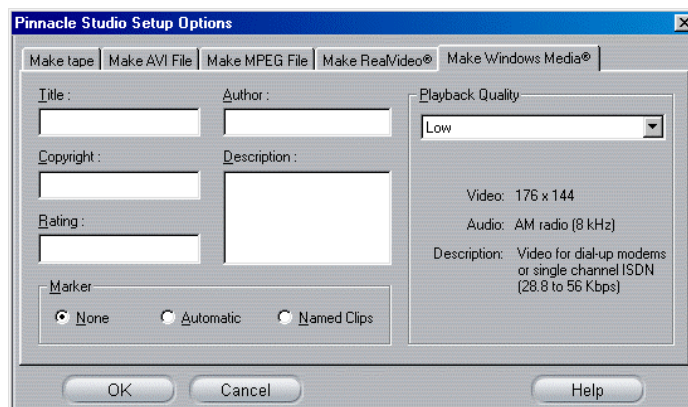 Pinnacle Studio Setup Options
Make tape
Make AVI File
Make MPEG File
Make RealVideo®
Make Windows Media®
Title :
Author :
Copyright :
Description :
Rating :
Marker
None
Automatic
Named Clips
Playback Quality
Low
Video: 176 x 144
Audio: AM radio (8 kHz)
Description: Video for dial-up modems
or single channel ISDN
(28.8 to 56 Kbps)
OK
Cancel
Help